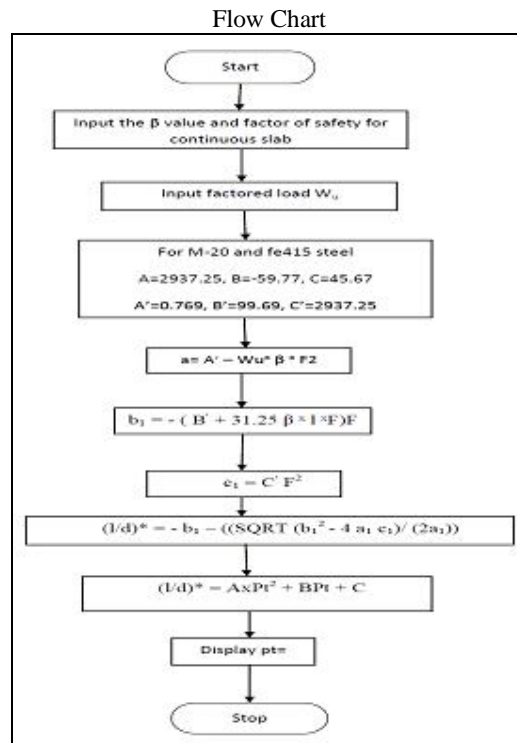 Flow Chart
Start
Input the β value and factor of safety for
continuous slab
Input factored load Wᵤ
For M-20 and fe415 steel
A=2937.25, B=-59.77, C=45.67
A'=0.769, B'=99.69, C'=2937.25
a= A' – Wu* β * F2
b₁ = - ( B' + 31.25 β ˣ l ˣF)F
c₁ = C' F²
(l/d)* = - b₁ – ((SQRT (b₁² - 4 a₁ c₁)/ (2a₁))
(l/d)* = AxPt² + BPt + C
Display pt=
Stop